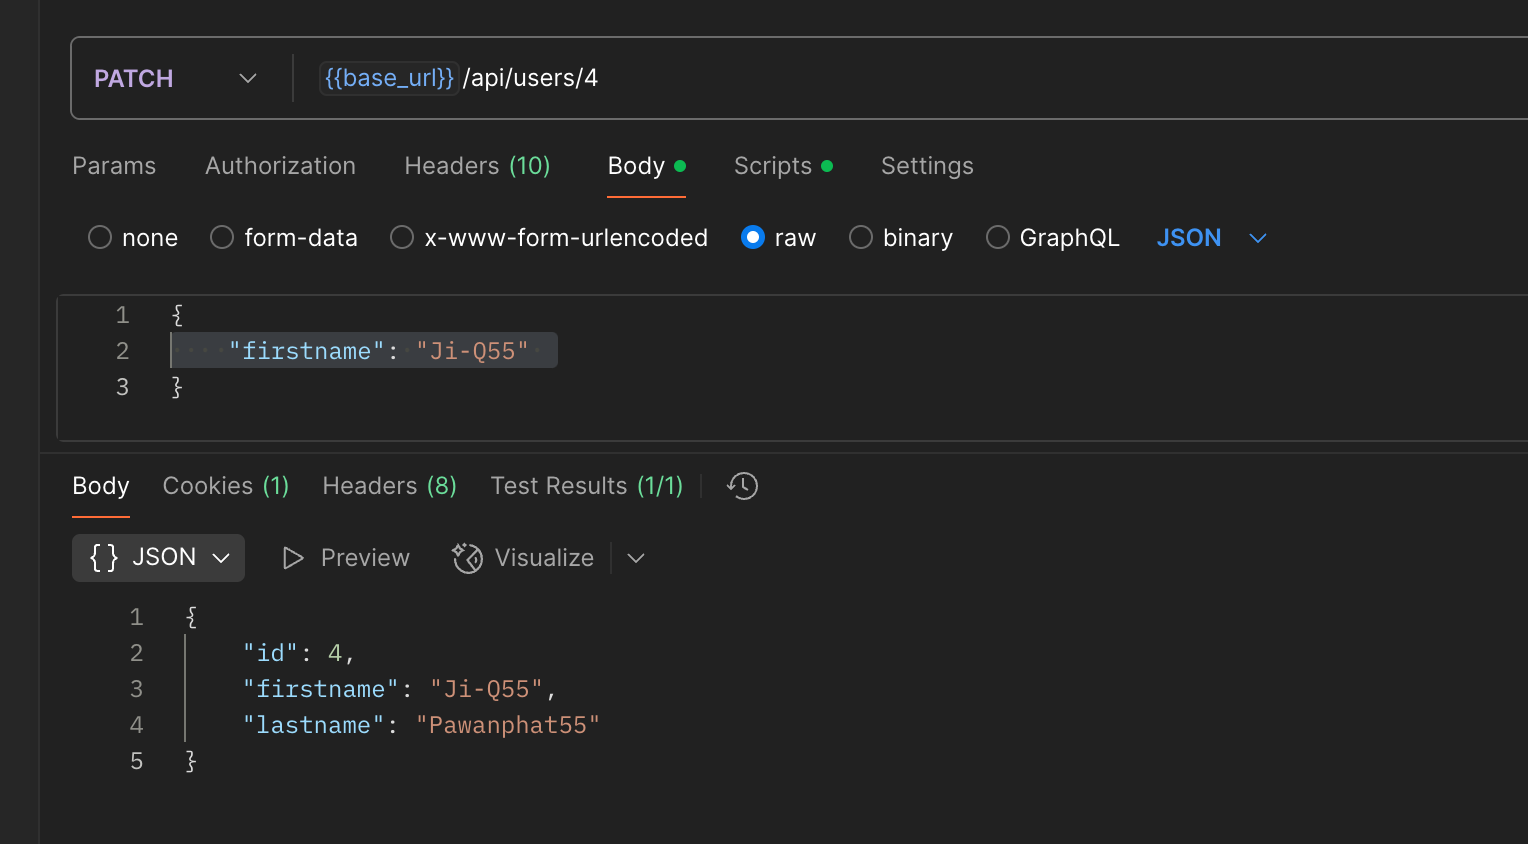 PATCH {{base_url}}/api/users/4
Params Authorization Headers (10) Body Scripts Settings
none form-data x-www-form-urlencoded raw binary GraphQL JSON
1 {
2 "firstname": "Ji-Q55"
3 }
Body Cookies (1) Headers (8) Test Results (1/1)
{} JSON Preview Visualize
1 {
2 "id": 4,
3 "firstname": "Ji-Q55",
4 "lastname": "Pawanphat55"
5 }